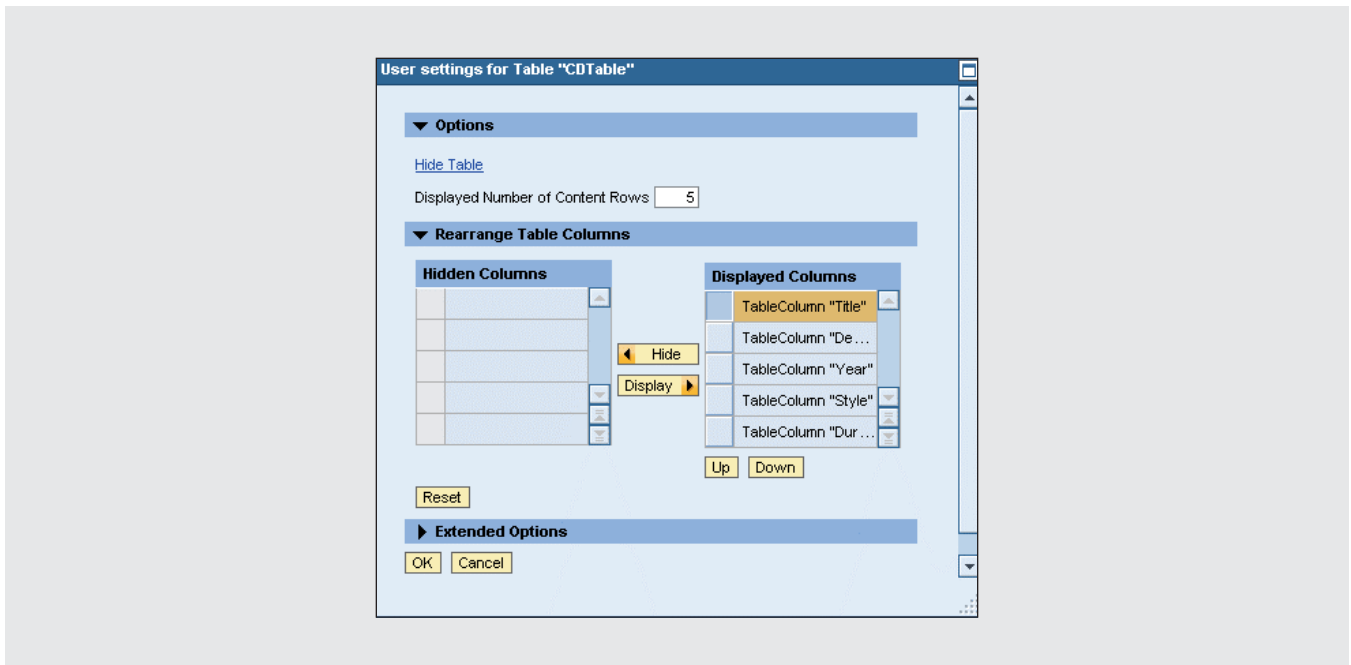 User settings for Table "CDTable"
Options
Hide Table
Displayed Number of Content Rows 5
Rearrange Table Columns
Hidden Columns
Displayed Columns
TableColumn "Title"
TableColumn "De...
TableColumn "Year"
TableColumn "Style"
TableColumn "Dur...
Hide
Display
Up Down
Reset
Extended Options
OK Cancel